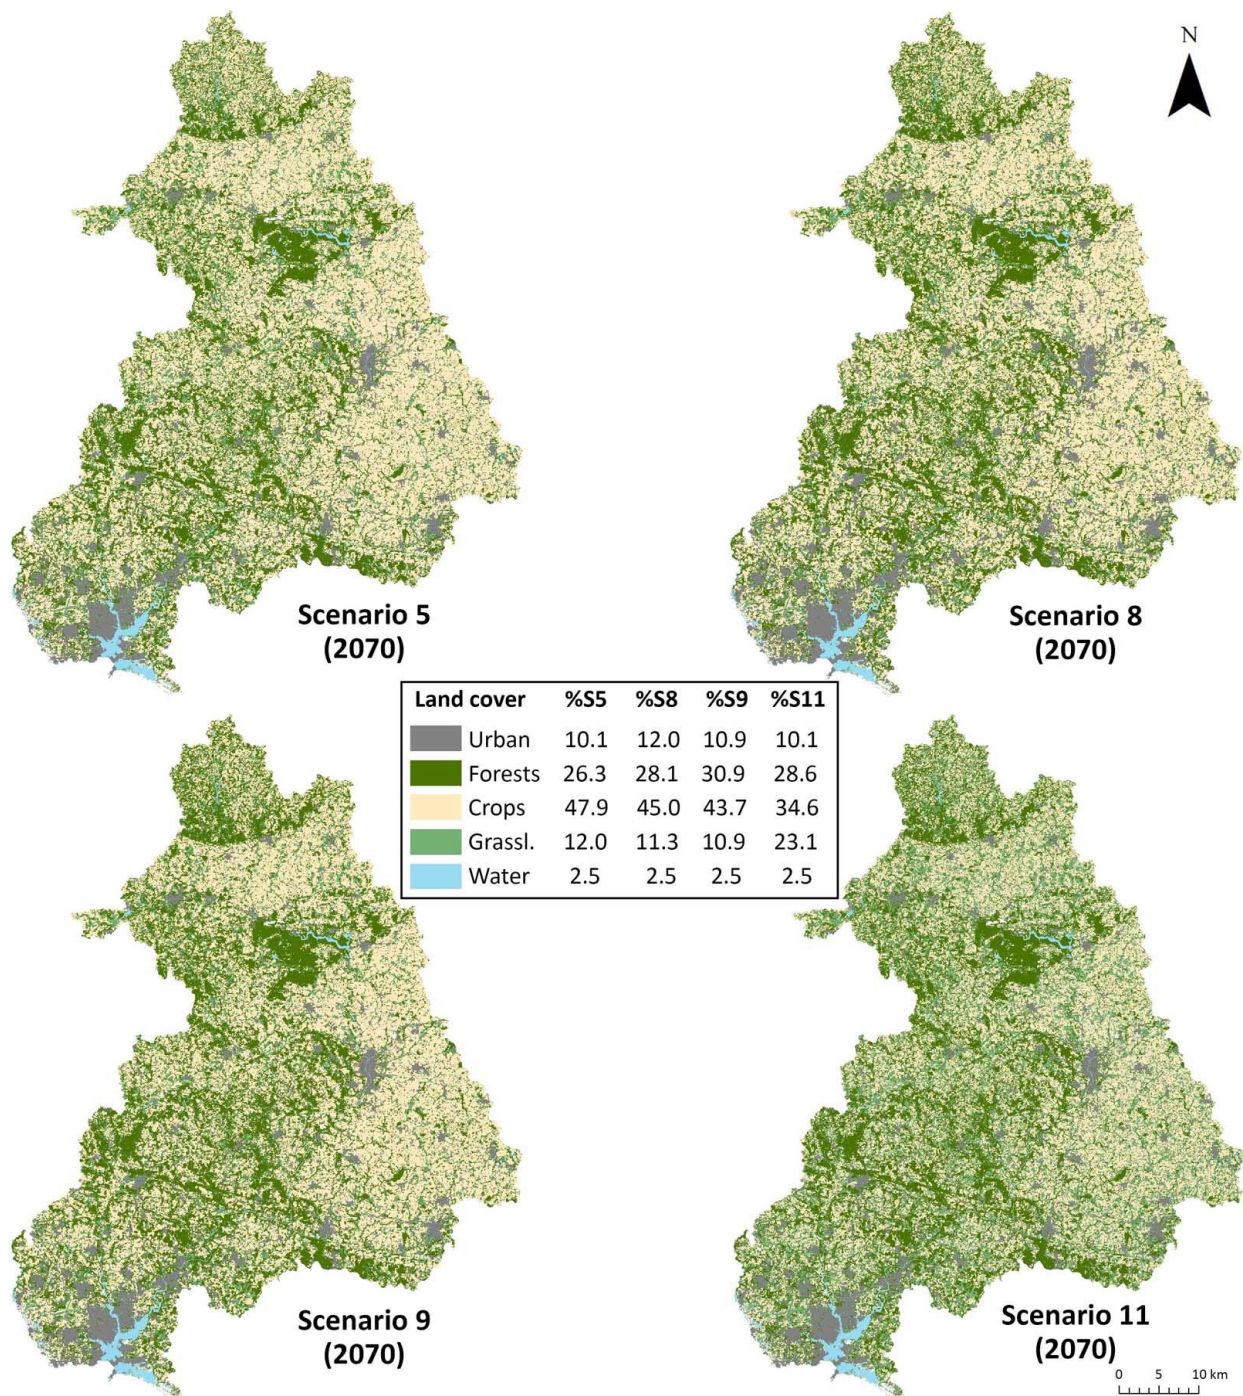 N
Scenario 5
(2070)
Scenario 8
(2070)
Land cover %S5 %S8 %S9 %S11
Urban 10.1 12.0 10.9 10.1
Forests 26.3 28.1 30.9 28.6
Crops 47.9 45.0 43.7 34.6
Grassl. 12.0 11.3 10.9 23.1
Water 2.5 2.5 2.5 2.5
Scenario 9
(2070)
Scenario 11
(2070)
0 5 10 km